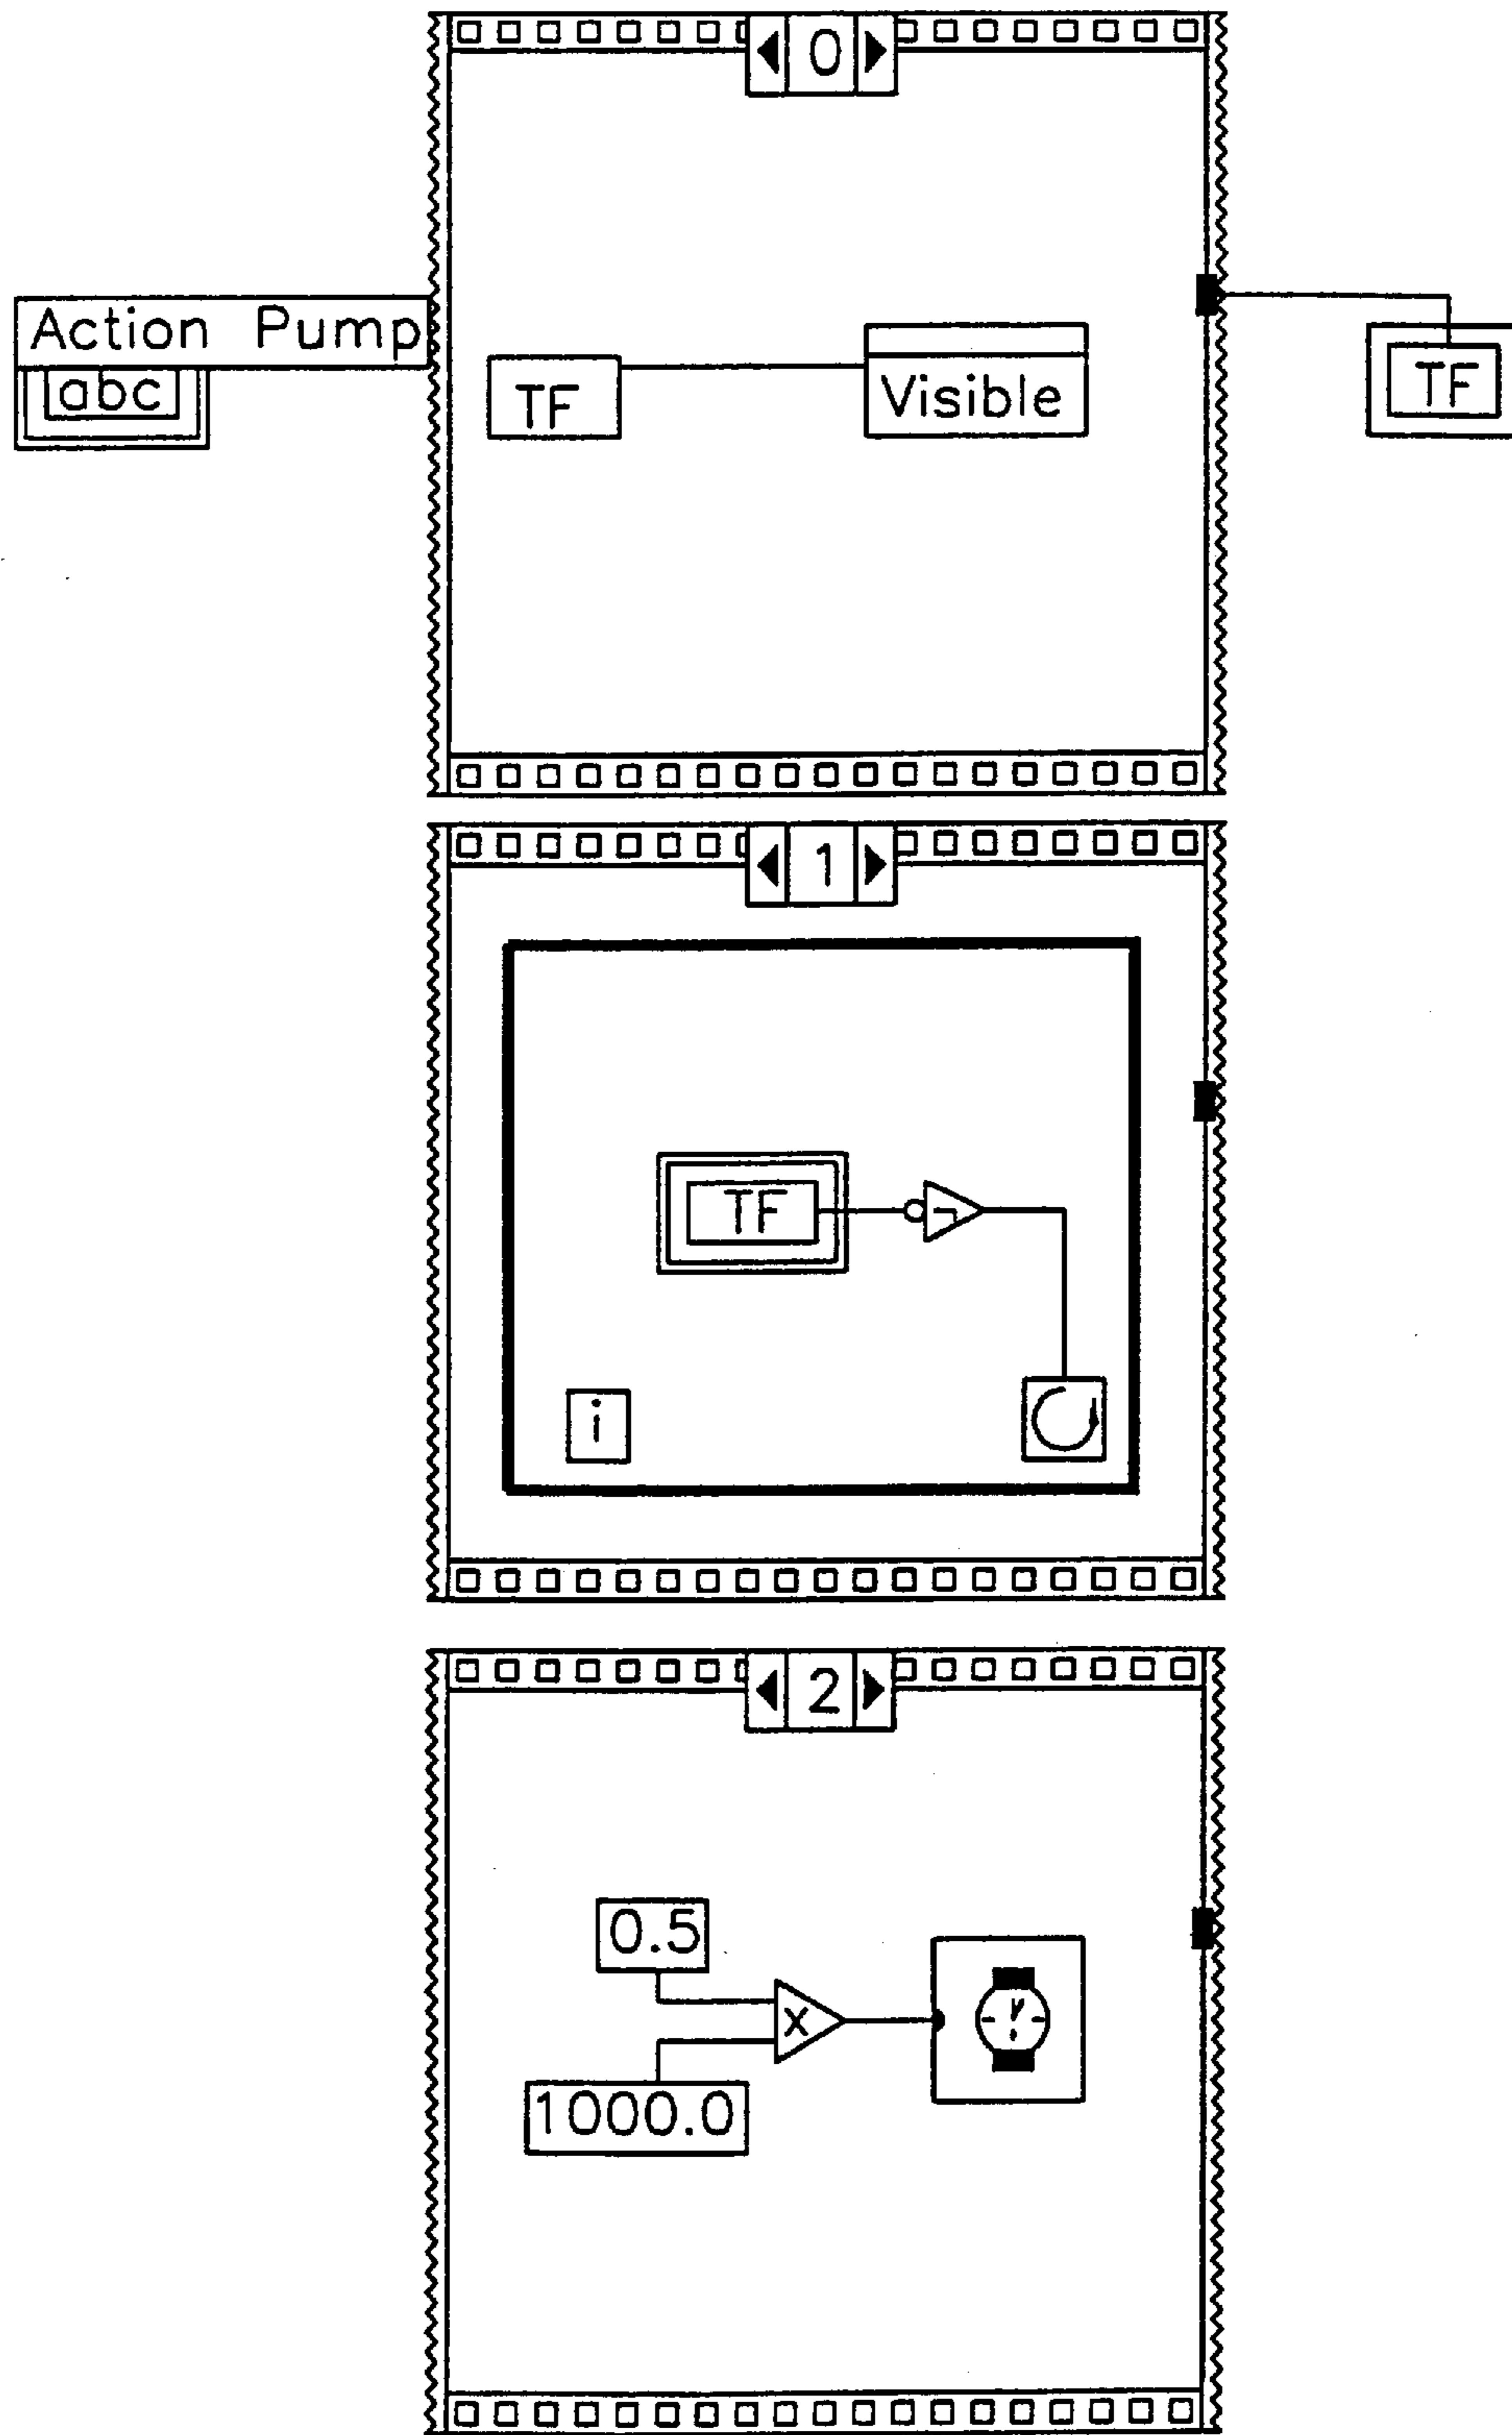 0
Action Pump
abc
TF
Visible
TF
1
TF
i
2
0.5
x
1000.0